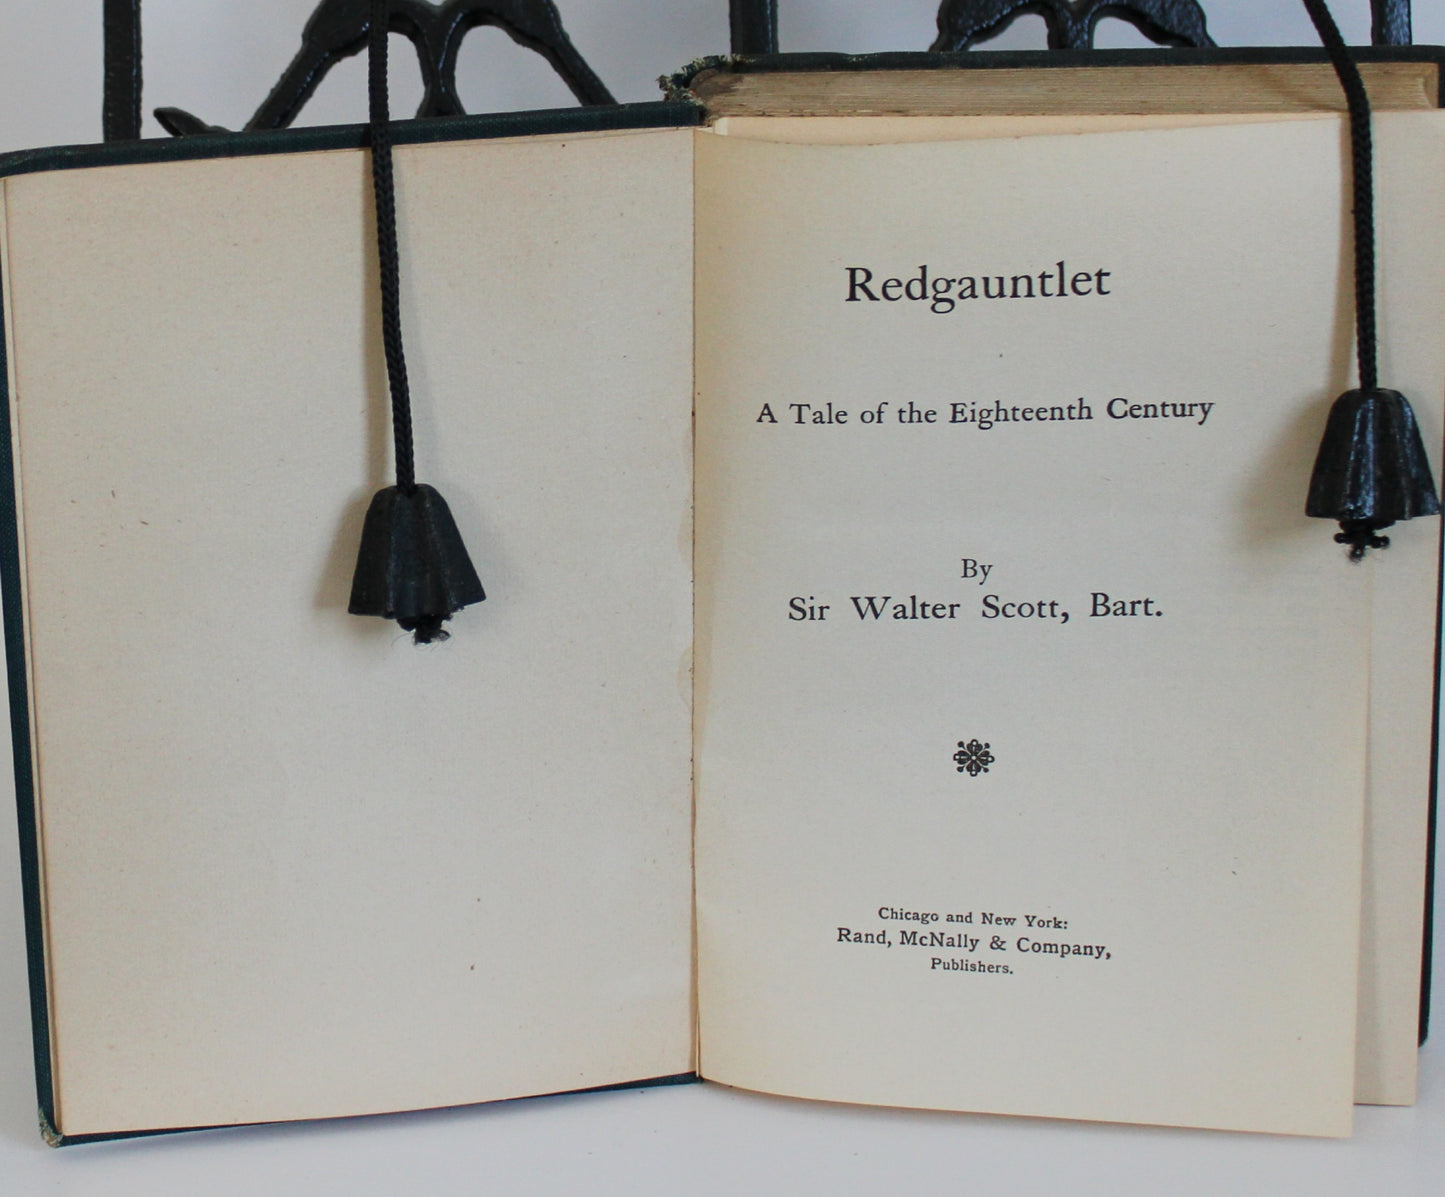 Redgauntlet
A Tale of the Eighteenth Century
By
Sir Walter Scott, Bart.
Chicago and New York:
Rand, McNally & Company,
Publishers.